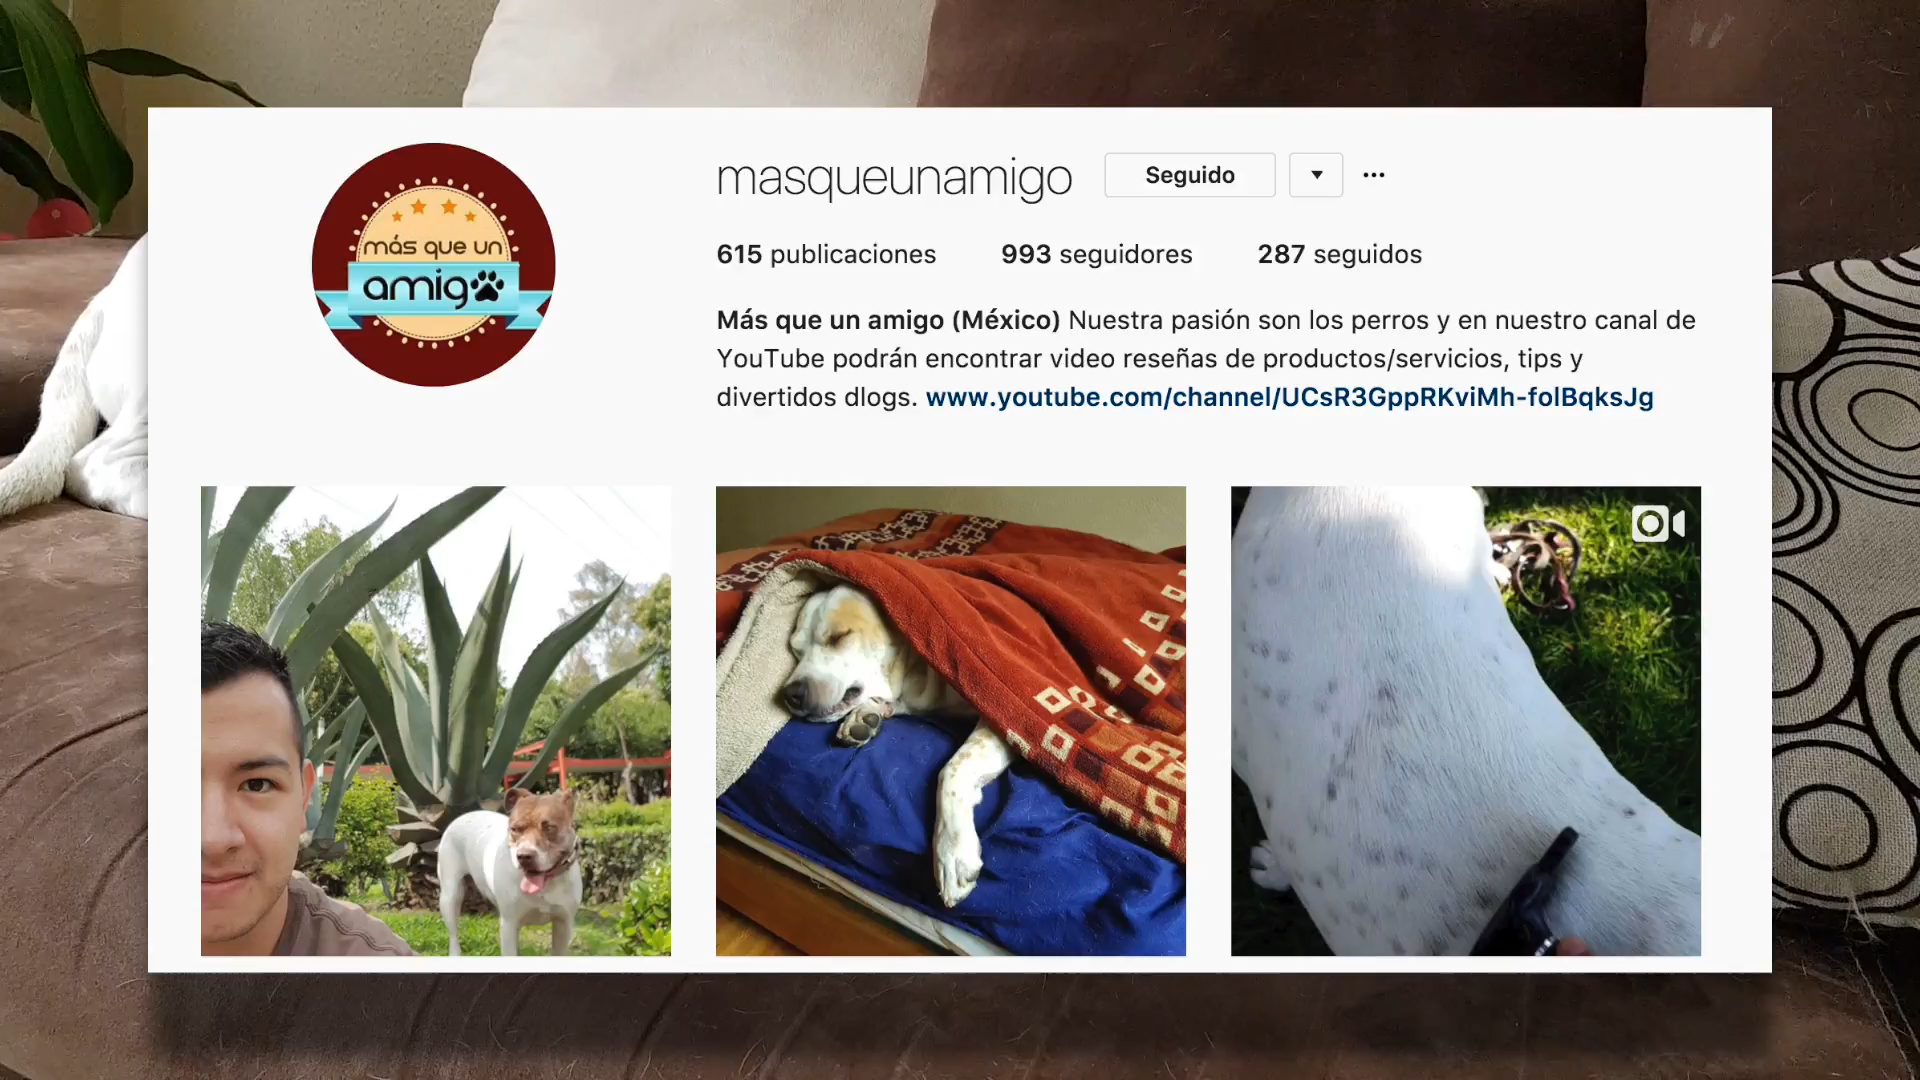 más que un
amigo
masqueunamigo Seguido
615 publicaciones 993 seguidores 287 seguidos
Más que un amigo (México) Nuestra pasión son los perros y en nuestro canal de
YouTube podrán encontrar video reseñas de productos/servicios, tips y
divertidos dlogs. www.youtube.com/channel/UCsR3GppRKviMh-folBqksJg